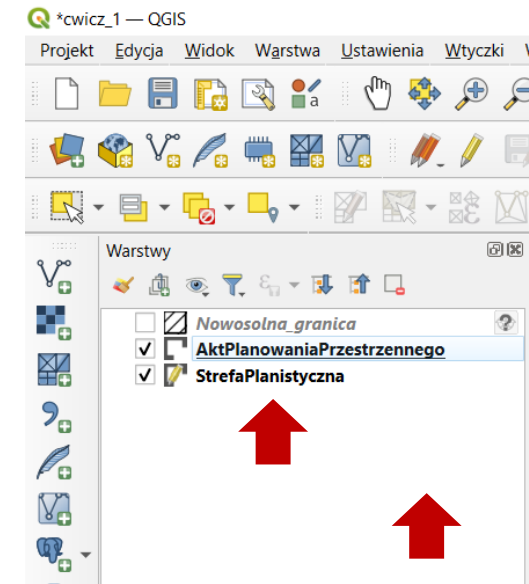 *cwicz_1 — QGIS
Projekt Edycja Widok Warstwa Ustawienia Wtyczki
a
Warstwy
ε
Nowosolna_granica ?
AktPlanowaniaPrzestrzennego
StrefaPlanistyczna